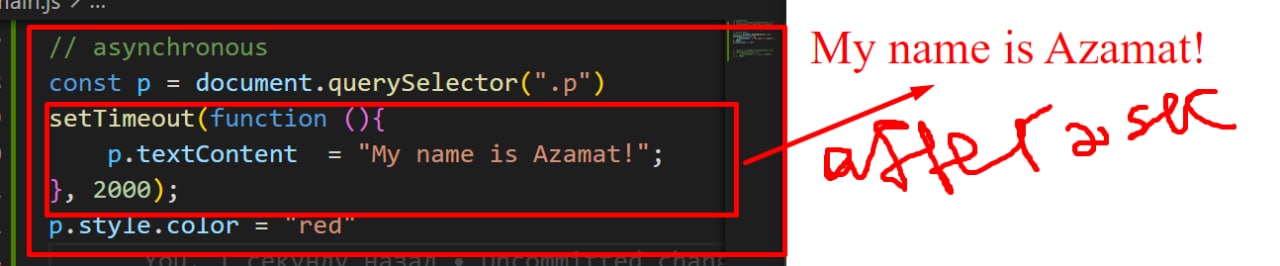 main.js > ...
// asynchronous
const p = document.querySelector(".p")
setTimeout(function (){
p.textContent = "My name is Azamat!";
}, 2000);
p.style.color = "red"
You, 1 секунду назад • Uncommitted chang
My name is Azamat!
after 2 sec